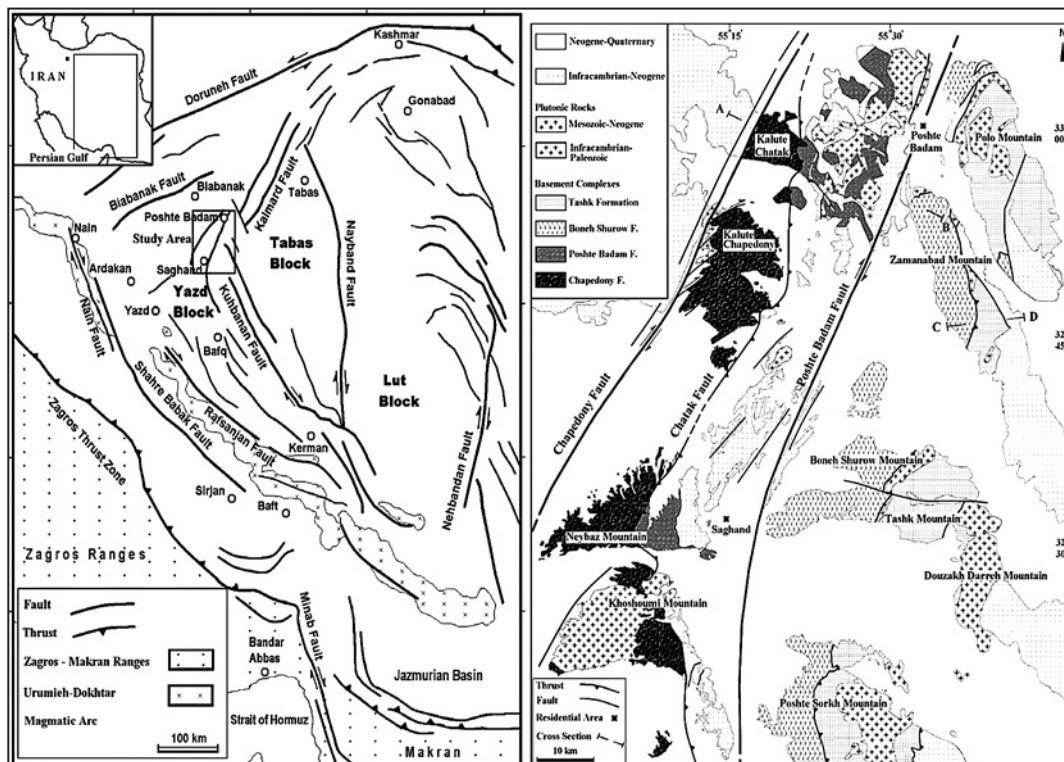 IRAN
Persian Gulf
Kashmar
Doruneh Fault
Gonabad
Biabanak Fault
Biabanak
Kalmard Fault
Tabas
Poshte Badam
Nain
Study Area
Tabas
Block
Nayband Fault
Saghand
Ardakan
Yazd
Block
Yazd
Kuhbanan Fault
Nain Fault
Bafq
Lut
Block
Shahre Babak Fault
Rafsanjan Fault
Zagros Thrust Zone
Kerman
Nehbandan Fault
Sirjan
Baft
Zagros Ranges
Minab Fault
Bandar
Abbas
Jazmurian Basin
Strait of Hormuz
Makran
Fault
Thrust
Zagros - Makran Ranges
Urumieh-Dokhtar
Magmatic Arc
100 km
55 15
55 30
N
Neogene-Quaternary
Infracambrian-Neogene
Plutonic Rocks
Mesozoic-Neogene
Infracambrian-
Paleozoic
Basement Complexes
Tashk Formation
Boneh Shurow F.
Poshte Badam F.
Chapedony F.
A
Kalute
Chatak
Poshte
Badam
Polo Mountain
33
00
Kalute
Chapedony
B
Zamanabad Mountain
C
D
32
45
Chapedony Fault
Chatak Fault
Poshte Badam Fault
Boneh Shurow Mountain
Saghand
Tashk Mountain
Neybaz Mountain
32
30
Douzakh Darreh Mountain
Khoshoumi Mountain
Poshte Sorkh Mountain
Thrust
Fault
Residential Area
Cross Section
10 km